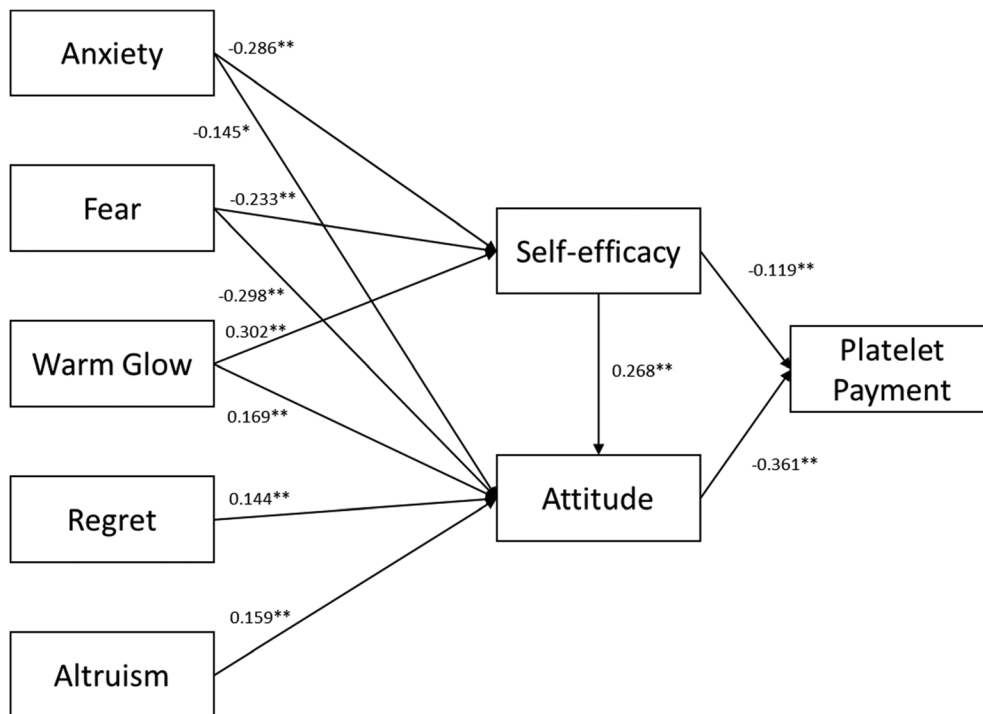 Anxiety
-0.286**
-0.145*
Fear
-0.233**
Self-efficacy
-0.119**
-0.298**
0.302**
Warm Glow
0.268**
Platelet
Payment
0.169**
-0.361**
Regret
0.144**
Attitude
0.159**
Altruism